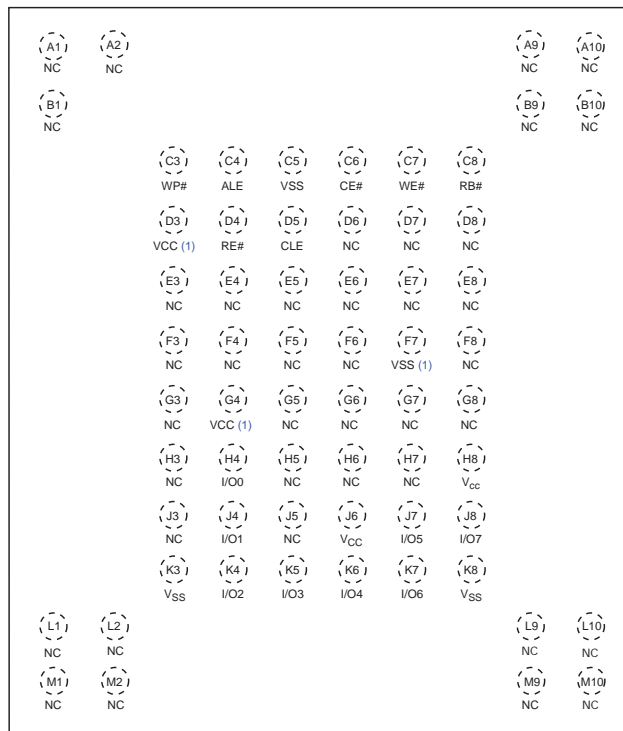 A1 A2 A9 A10
NC NC NC NC
B1 B9 B10
NC NC NC
C3 C4 C5 C6 C7 C8
WP# ALE VSS CE# WE# RB#
D3 D4 D5 D6 D7 D8
VCC (1) RE# CLE NC NC NC
E3 E4 E5 E6 E7 E8
NC NC NC NC NC NC
F3 F4 F5 F6 F7 F8
NC NC NC NC VSS (1) NC
G3 G4 G5 G6 G7 G8
NC VCC (1) NC NC NC NC
H3 H4 H5 H6 H7 H8
NC I/O0 NC NC NC Vcc
J3 J4 J5 J6 J7 J8
NC I/O1 NC VCC I/O5 I/O7
K3 K4 K5 K6 K7 K8
VSS I/O2 I/O3 I/O4 I/O6 VSS
L1 L2 L9 L10
NC NC NC NC
M1 M2 M9 M10
NC NC NC NC